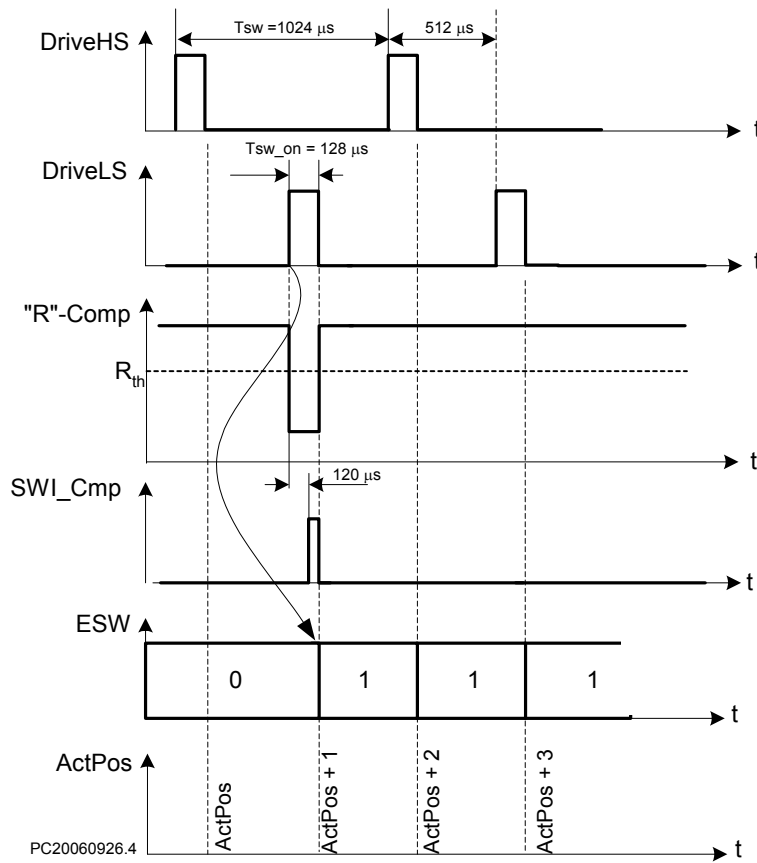 Tsw =1024 μs
512 μs
DriveHS
t
Tsw_on = 128 μs
DriveLS
t
"R"-Comp
Rth
t
120 μs
SWI_Cmp
t
ESW
0
1
1
1
t
ActPos
ActPos
ActPos + 1
ActPos + 2
ActPos + 3
t
PC20060926.4